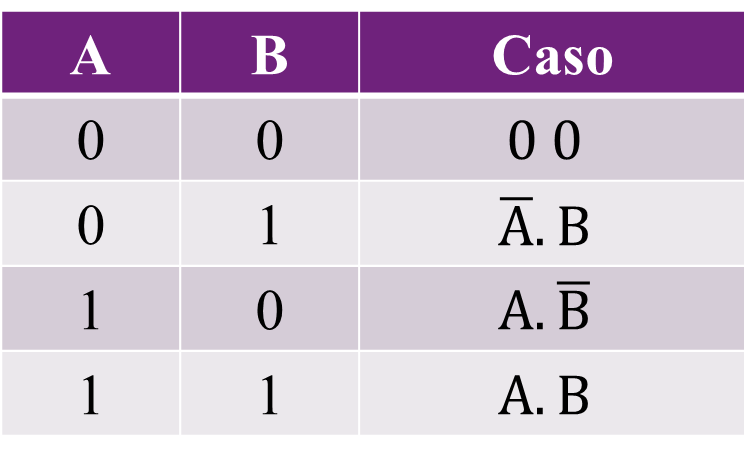 A B Caso
0 0 0 0
0 1 A̅. B
1 0 A. B̅
1 1 A. B